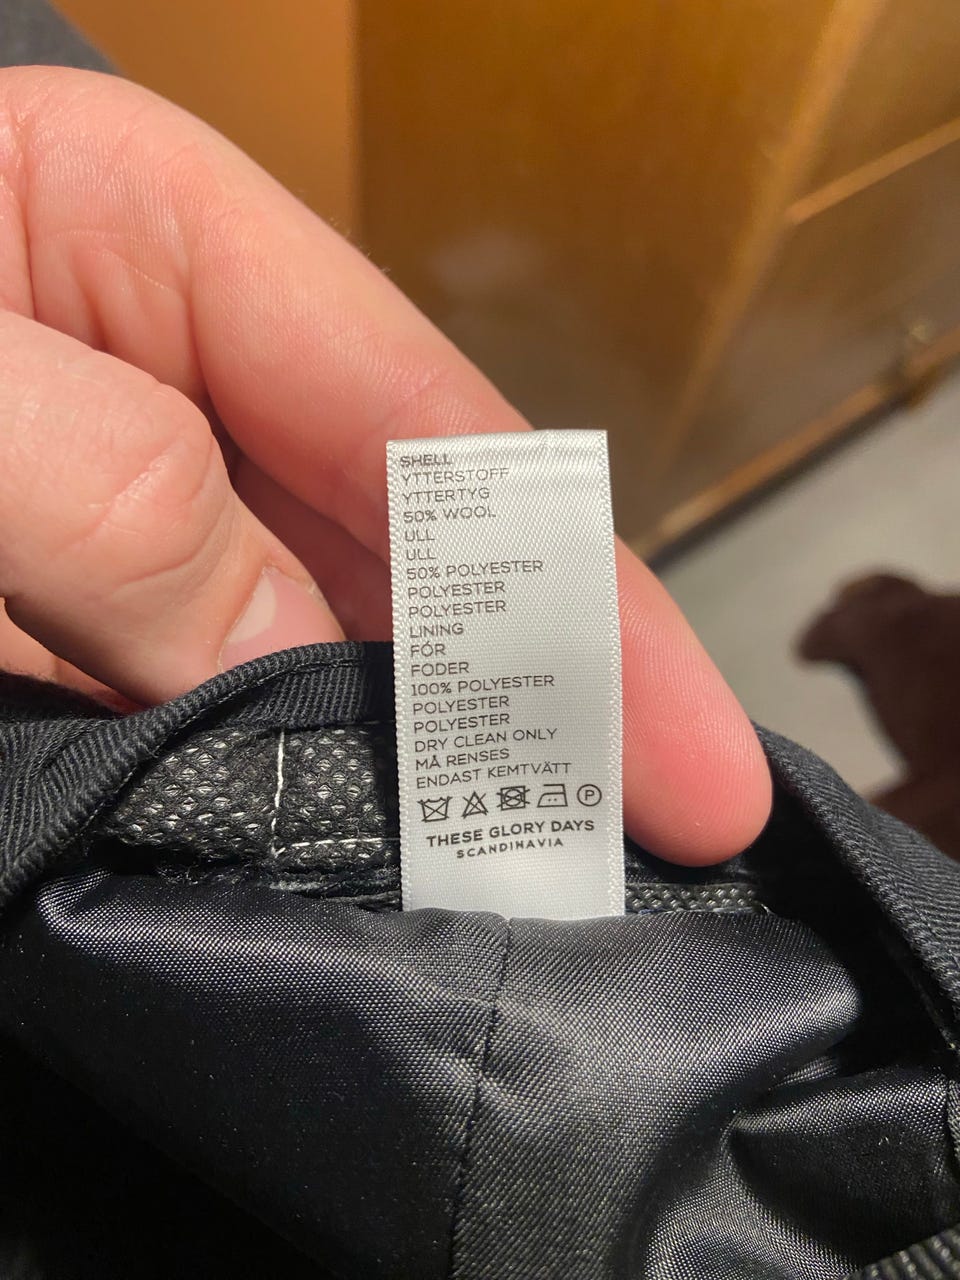 SHELL
YTTERSTOFF
YTTERTYG
50% WOOL
ULL
ULL
50% POLYESTER
POLYESTER
POLYESTER
LINING
FÓR
FODER
100% POLYESTER
POLYESTER
POLYESTER
DRY CLEAN ONLY
MÅ RENSES
ENDAST KEMTVÄTT
P
THESE GLORY DAYS
SCANDINAVIA